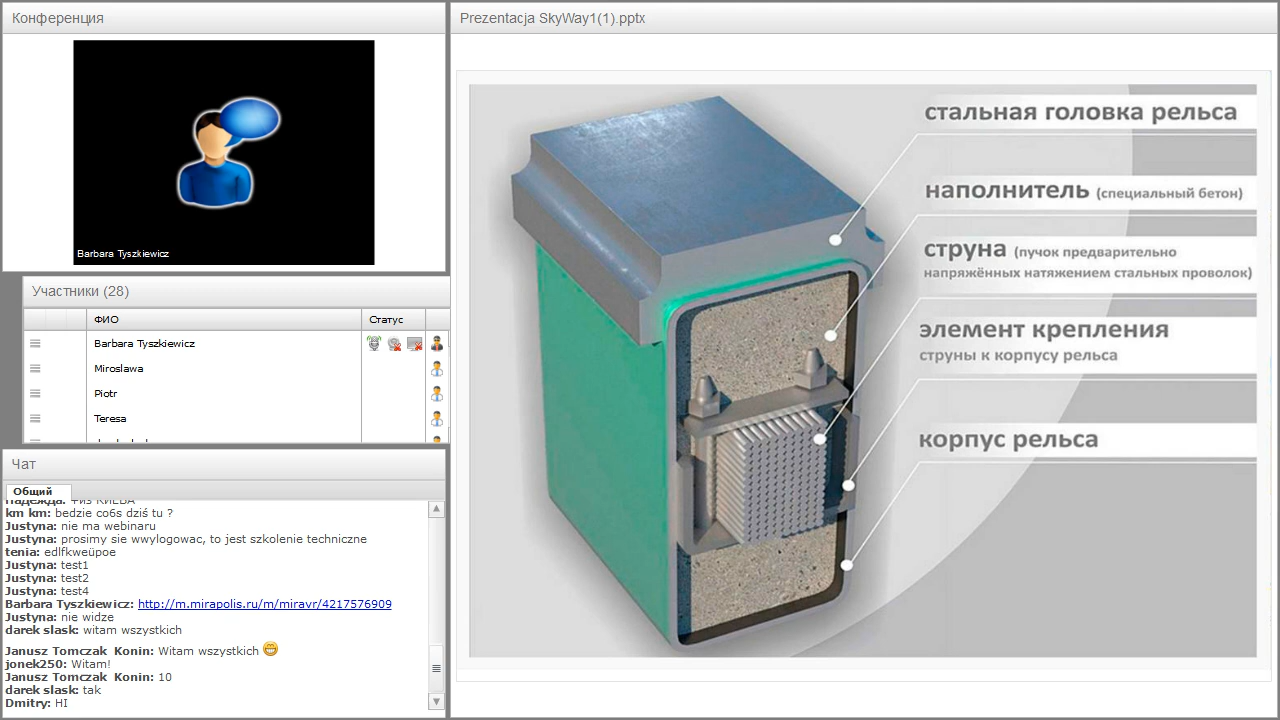 Конференция
Barbara Tyszkiewicz
Участники (28)
ФИО
Статус
Barbara Tyszkiewicz
Miroslawa
Piotr
Teresa
Чат
Общий
km km: bedzie co6s dziś tu ?
Justyna: nie ma webinaru
Justyna: prosimy sie wwylogowac, to jest szkolenie techniczne
tenia: edlfkweüpoe
Justyna: test1
Justyna: test2
Justyna: test4
Barbara Tyszkiewicz: http://m.mirapolis.ru/m/miravr/4217576909
Justyna: nie widze
darek slask: witam wszystkich
Janusz Tomczak Konin: Witam wszystkich
jonek250: Witam!
Janusz Tomczak Konin: 10
darek slask: tak
Dmitry: HI
Prezentacja SkyWay1(1).pptx
стальная головка рельса
наполнитель (специальный бетон)
струна (пучок предварительно
напряжённых натяжением стальных проволок)
элемент крепления
струны к корпусу рельса
корпус рельса